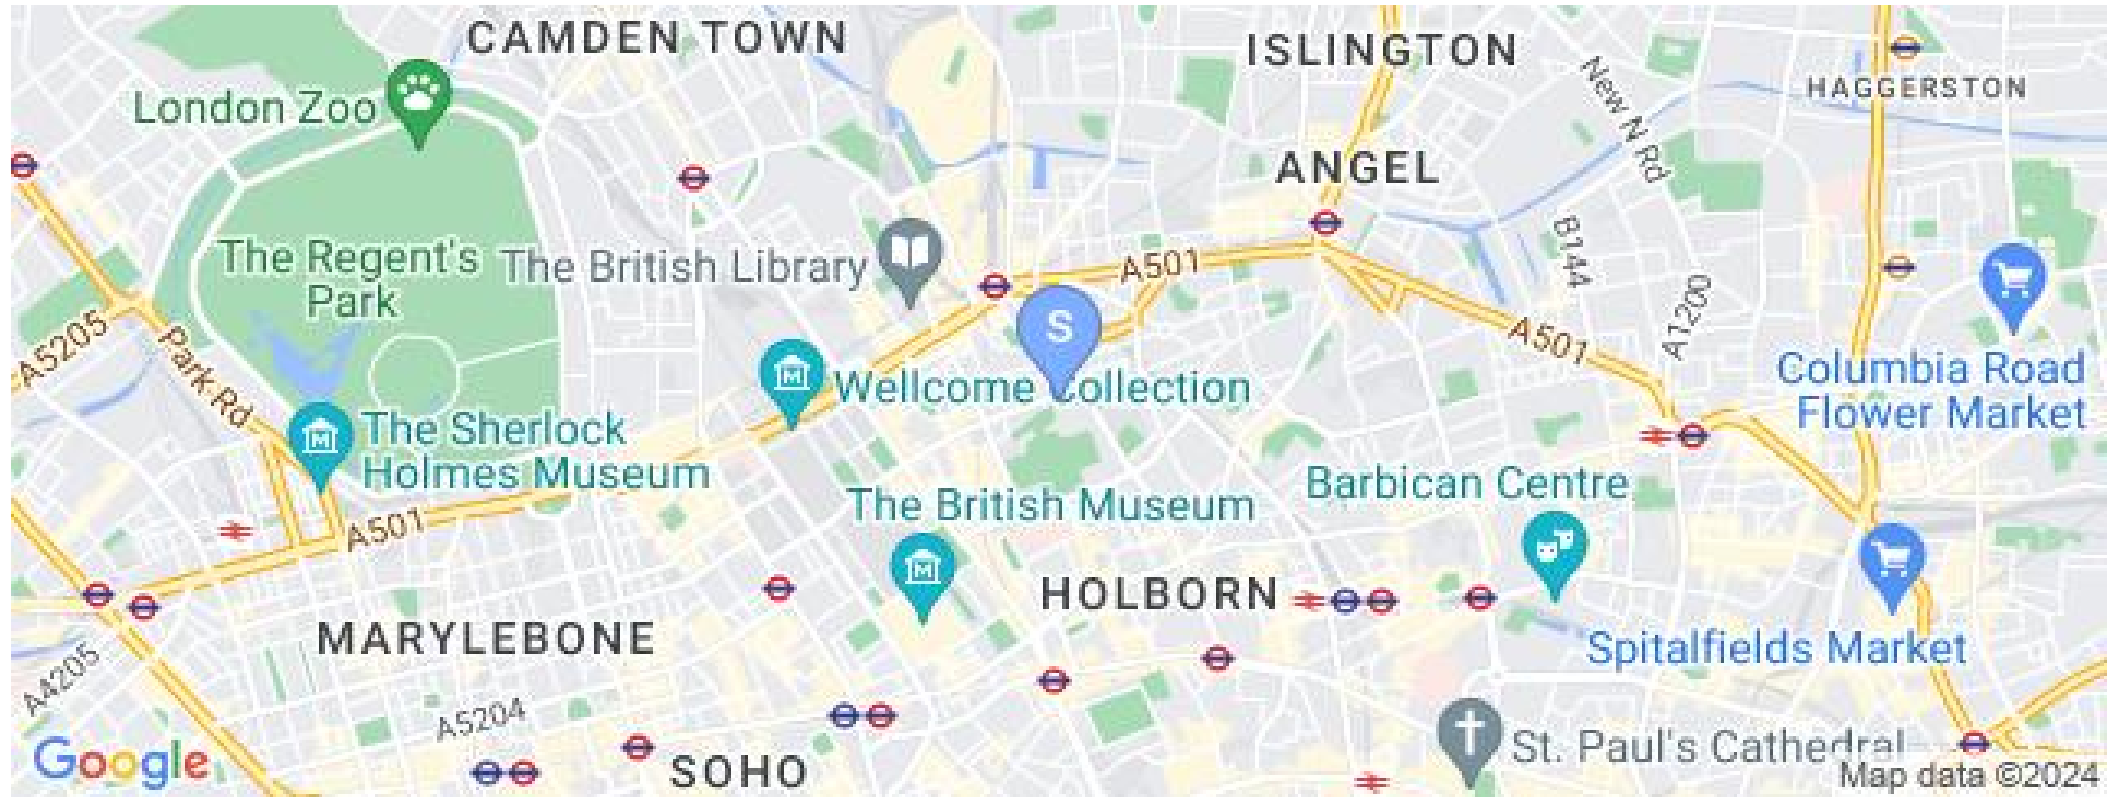 CAMDEN TOWN
ISLINGTON
New N Rd
HAGGERSTON
London Zoo
ANGEL
The Regent's
Park
The British Library
A501
B144
A1200
A501
A5205
Park Rd
S
Columbia Road
Flower Market
Wellcome Collection
The Sherlock
Holmes Museum
A501
The British Museum
Barbican Centre
HOLBORN
MARYLEBONE
Spitalfields Market
A4205
A5204
SOHO
St. Paul's Cathedral
Google
Map data ©2024